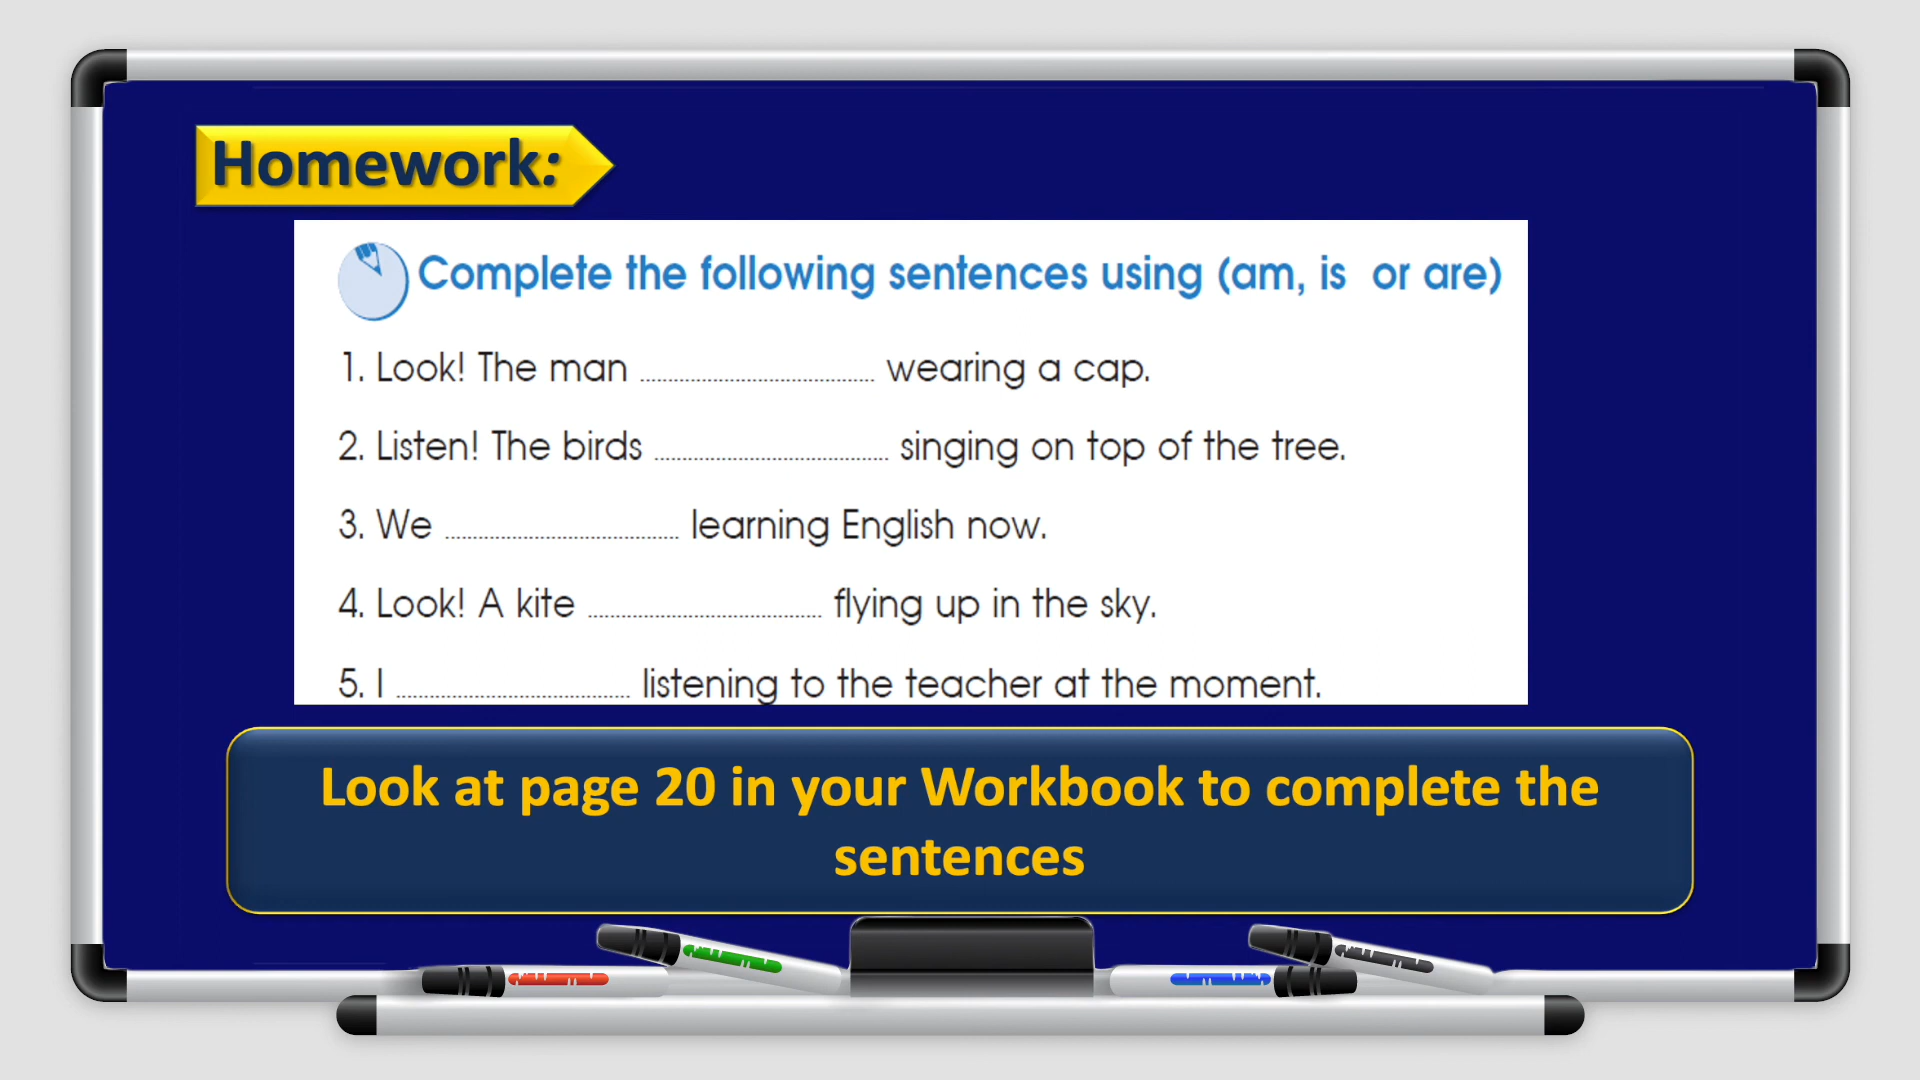 Homework:
Complete the following sentences using (am, is or are)
1. Look! The man ........................................ wearing a cap.
2. Listen! The birds ........................................ singing on top of the tree.
3. We ........................................ learning English now.
4. Look! A kite ........................................ flying up in the sky.
5. I ........................................ listening to the teacher at the moment.
Look at page 20 in your Workbook to complete the
sentences